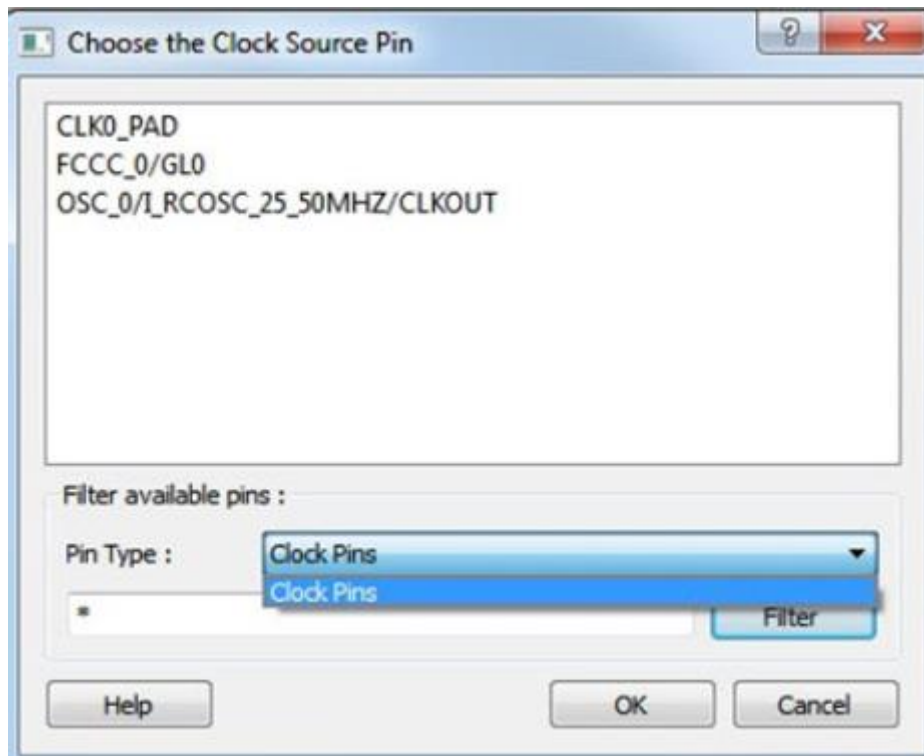 Choose the Clock Source Pin
CLK0_PAD
FCCC_0/GL0
OSC_0/I_RCOSC_25_50MHZ/CLKOUT
Filter available pins :
Pin Type :
Clock Pins
Clock Pins
*
Filter
Help
OK
Cancel